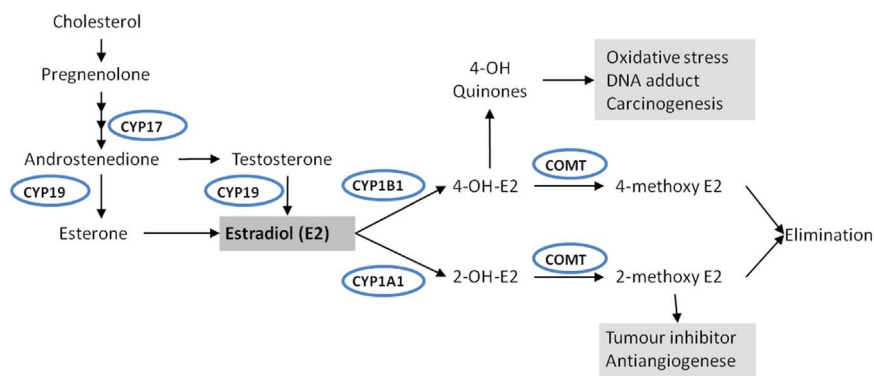 Cholesterol
Pregnenolone
CYP17
Androstenedione
Testosterone
CYP19
CYP19
Esterone
Estradiol (E2)
CYP1B1
CYP1A1
4-OH
Quinones
Oxidative stress
DNA adduct
Carcinogenesis
4-OH-E2
COMT
4-methoxy E2
2-OH-E2
COMT
2-methoxy E2
Elimination
Tumour inhibitor
Antiangiogenese